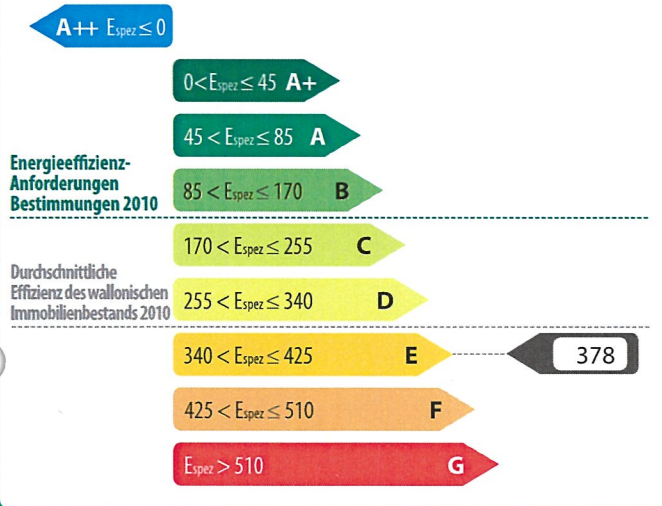 A++ Espez ≤ 0
0<Espez ≤ 45 A+
45 < Espez ≤ 85 A
Energieeffizienz-
Anforderungen
Bestimmungen 2010
85 < Espez ≤ 170 B
170 < Espez ≤ 255 C
Durchschnittliche
Effizienz des wallonischen
Immobilienbestands 2010
255 < Espez ≤ 340 D
340 < Espez ≤ 425 E
378
425 < Espez ≤ 510 F
Espez > 510 G